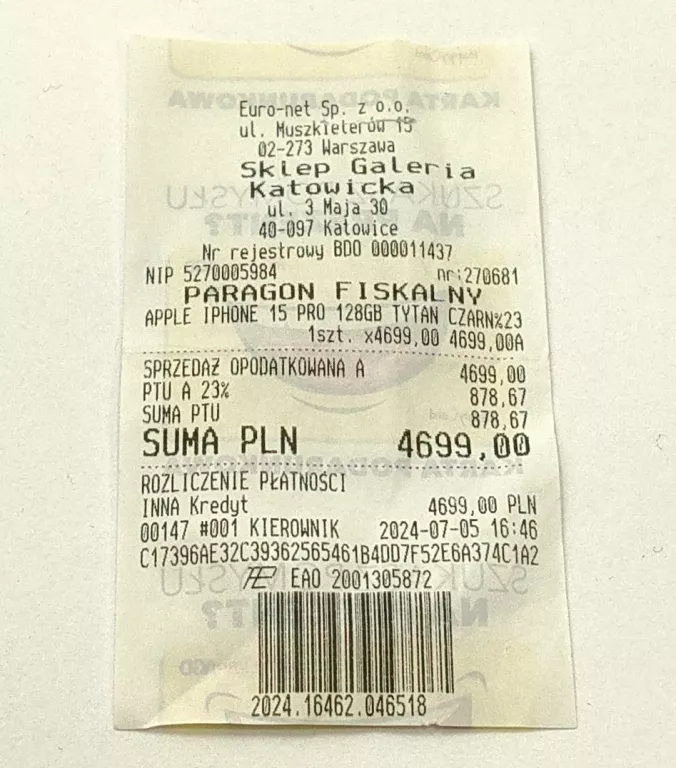 Euro-net Sp. z o.o.
ul. Muszkieterów 15
02-273 Warszawa
Sklep Galeria
Katowicka
ul. 3 Maja 30
40-097 Katowice
Nr rejestrowy BDO 000011437
NIP 5270005984 nr:270681
PARAGON FISKALNY
APPLE IPHONE 15 PRO 128GB TYTAN CZARN%23
1szt. x4699,00 4699,00A
SPRZEDAŻ OPODATKOWANA A 4699,00
PTU A 23% 878,67
SUMA PTU 878,67
SUMA PLN 4699,00
ROZLICZENIE PŁATNOŚCI
INNA Kredyt 4699,00 PLN
00147 #001 KIEROWNIK 2024-07-05 16:46
C17396AE32C39362565461B4DD7F52E6A374C1A2
EAO 2001305872
2024.16462.046518